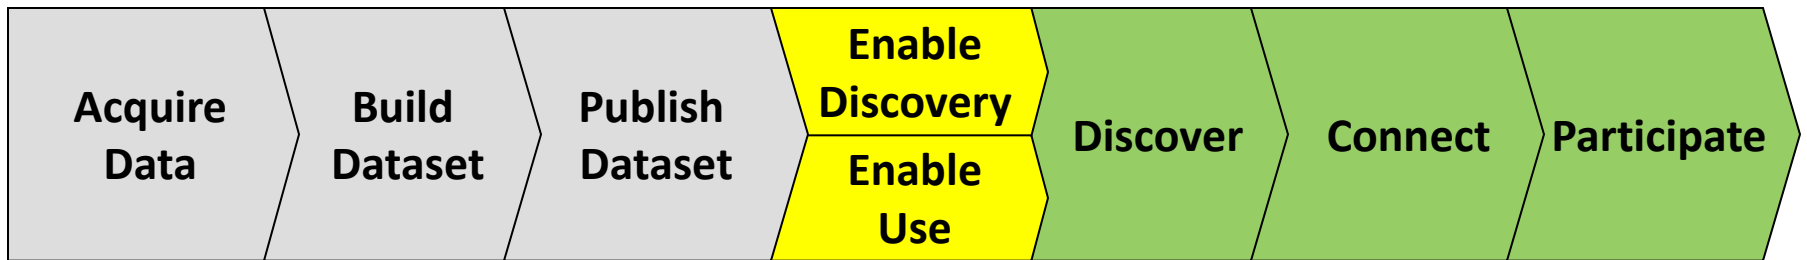 Acquire
Data
Build
Dataset
Publish
Dataset
Enable
Discovery
Enable
Use
Discover
Connect
Participate